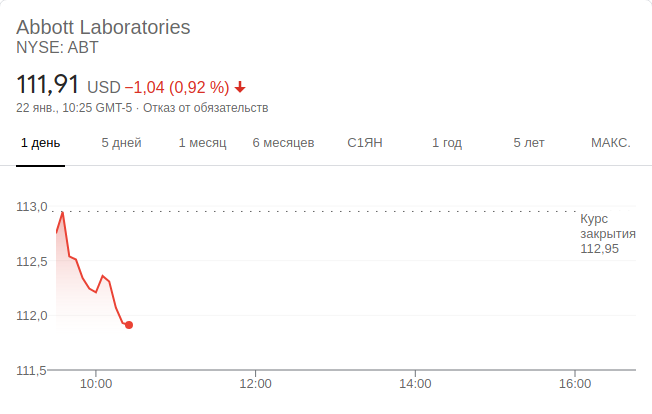 Abbott Laboratories
NYSE: ABT
111,91 USD −1,04 (0,92 %)
22 янв., 10:25 GMT-5 · Отказ от обязательств
1 день 5 дней 1 месяц 6 месяцев С1ЯН 1 год 5 лет МАКС.
113,0
Курс
закрытия
112,95
112,5
112,0
111,5
10:00 12:00 14:00 16:00